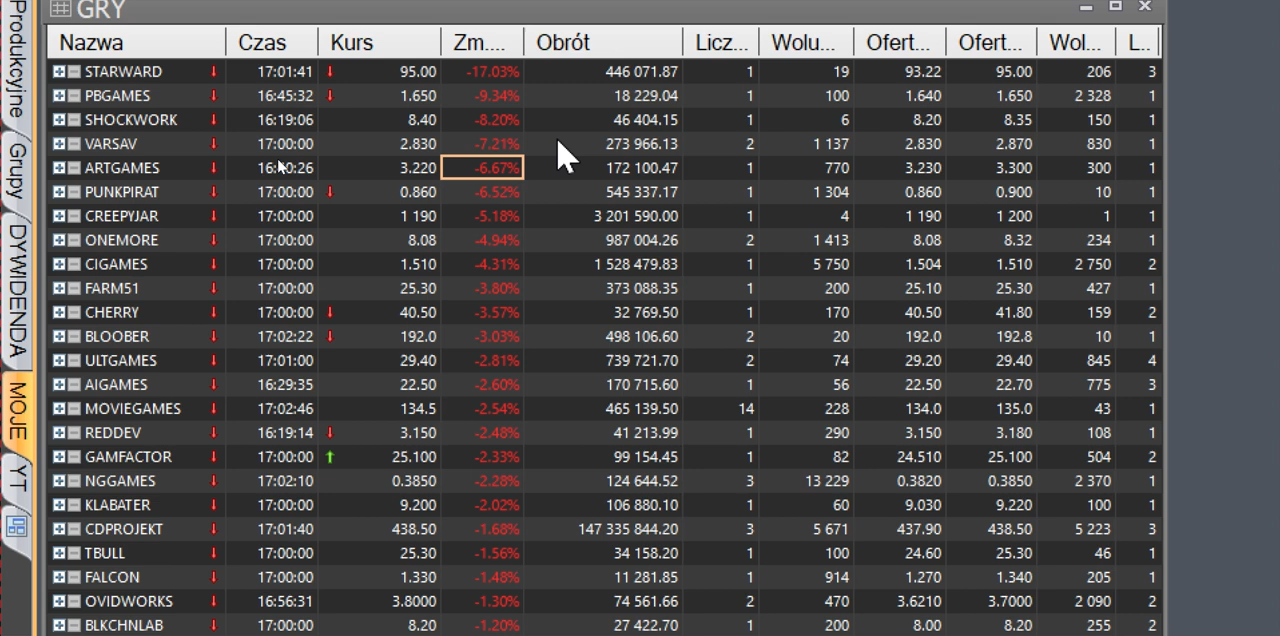 GRY
Nazwa Czas Kurs Zm.... Obrót Licz... Wolu... Ofert... Ofert... Wol... L..
STARWARD 17:01:41 95.00 -17.03% 446 071.87 1 19 93.22 95.00 206 3
PBGAMES 16:45:32 1.650 -9.34% 18 229.04 1 100 1.640 1.650 2 328 1
SHOCKWORK 16:19:06 8.40 -8.20% 46 404.15 1 6 8.20 8.35 150 1
VARSAV 17:00:00 2.830 -7.21% 273 966.13 2 1 137 2.830 2.870 830 1
ARTGAMES 3.220 -6.67% 172 100.47 1 770 3.230 3.300 300 1
PUNKPIRAT 17:00:00 0.860 -6.52% 545 337.17 1 1 304 0.860 0.900 10 1
CREEPYJAR 17:00:00 1 190 -5.18% 3 201 590.00 1 4 1 190 1 200 1 1
ONEMORE 17:00:00 8.08 -4.94% 987 004.26 2 1 413 8.08 8.32 234 1
CIGAMES 17:00:00 1.510 -4.31% 1 528 479.83 1 5 750 1.504 1.510 2 750 2
FARM51 17:00:00 25.30 -3.80% 373 088.35 1 200 25.10 25.30 427 1
CHERRY 17:00:00 40.50 -3.57% 32 769.50 1 170 40.50 41.80 159 2
BLOOBER 17:02:22 192.0 -3.03% 498 106.60 2 20 192.0 192.8 10 1
ULTGAMES 17:01:00 29.40 -2.81% 739 721.70 2 74 29.20 29.40 845 4
AIGAMES 16:29:35 22.50 -2.60% 170 715.60 1 56 22.50 22.70 775 3
MOVIEGAMES 17:02:46 134.5 -2.54% 465 139.50 14 228 134.0 135.0 43 1
REDDEV 16:19:14 3.150 -2.48% 41 213.99 1 290 3.150 3.180 108 1
GAMFACTOR 17:00:00 25.100 -2.33% 99 154.45 1 82 24.510 25.100 504 2
NGGAMES 17:02:10 0.3850 -2.28% 124 644.52 3 13 229 0.3820 0.3850 2 370 1
KLABATER 17:00:00 9.200 -2.02% 106 880.10 1 60 9.030 9.220 100 1
CDPROJEKT 17:01:40 438.50 -1.68% 147 335 844.20 3 5 671 437.90 438.50 5 223 3
TBULL 17:00:00 25.30 -1.56% 34 158.20 1 100 24.60 25.30 46 1
FALCON 17:00:00 1.330 -1.48% 11 281.85 1 914 1.270 1.340 205 1
OVIDWORKS 16:56:31 3.8000 -1.30% 74 561.66 2 470 3.6210 3.7000 2 090 2
BLKCHNLAB 17:00:00 8.20 -1.20% 27 422.70 1 200 8.00 8.20 255 2
Produkcyjne
Grupy
DYWIDENDA
MOJE
YT